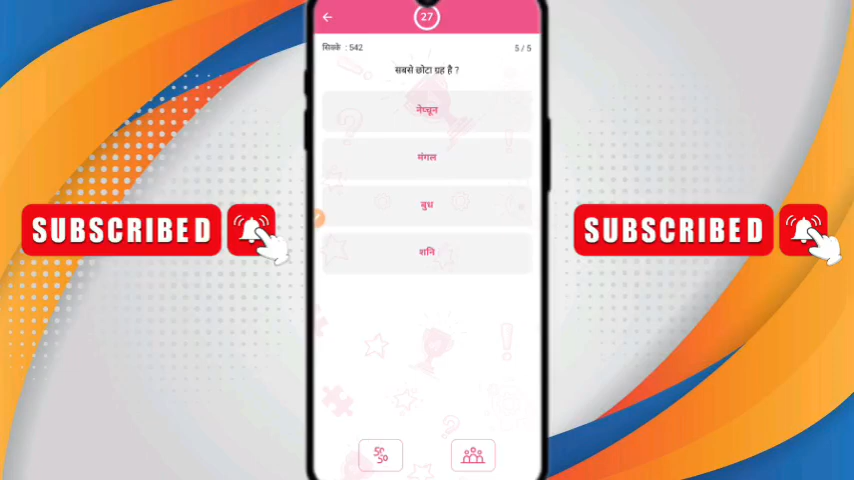 27
सिक्के : 542
5 / 5
सबसे छोटा ग्रह है ?
नेप्चून
मंगल
बुध
शनि
SUBSCRIBED
SUBSCRIBED
50
50